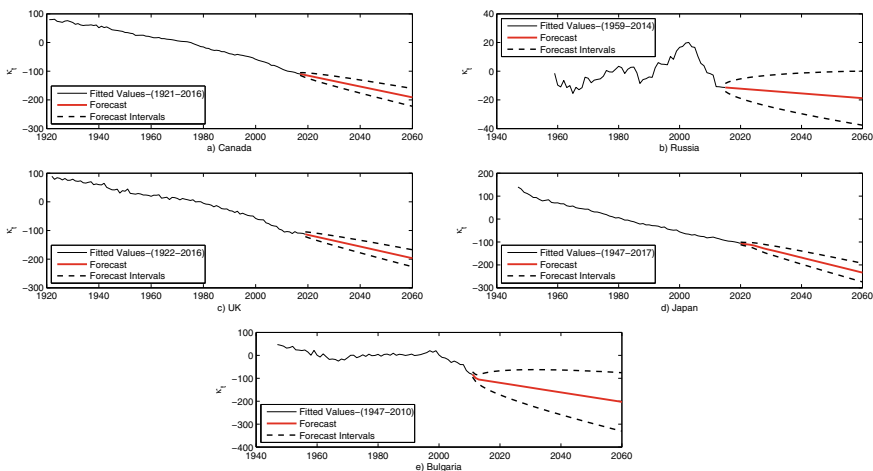 100
0
−100
−200
−300
κt
1920 1940 1960 1980 2000 2020 2040 2060
Fitted Values−(1921−2016)
Forecast
Forecast Intervals
a) Canada
40
20
0
−20
−40
κt
1940 1960 1980 2000 2020 2040 2060
Fitted Values−(1959−2014)
Forecast
Forecast Intervals
b) Russia
100
0
−100
−200
−300
κt
1920 1940 1960 1980 2000 2020 2040 2060
Fitted Values−(1922−2016)
Forecast
Forecast Intervals
c) UK
200
100
0
−100
−200
−300
κt
1940 1960 1980 2000 2020 2040 2060
Fitted Values−(1947−2017)
Forecast
Forecast Intervals
d) Japan
100
0
−100
−200
−300
−400
κt
1940 1960 1980 2000 2020 2040 2060
Fitted Values−(1947−2010)
Forecast
Forecast Intervals
e) Bulgaria